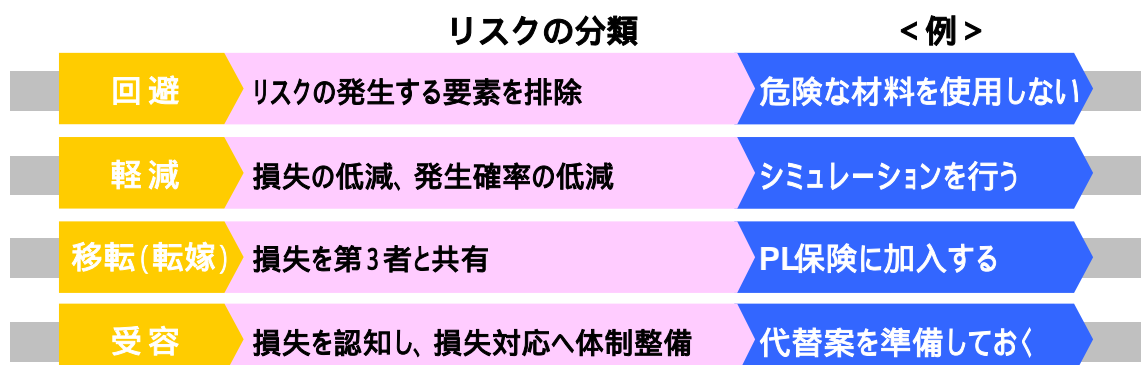 リスクの分類 <例>
回避 リスクの発生する要素を排除 危険な材料を使用しない
軽減 損失の低減、発生確率の低減 シミュレーションを行う
移転(転嫁) 損失を第3者と共有 PL保険に加入する
受容 損失を認知し、損失対応へ体制整備 代替案を準備しておく